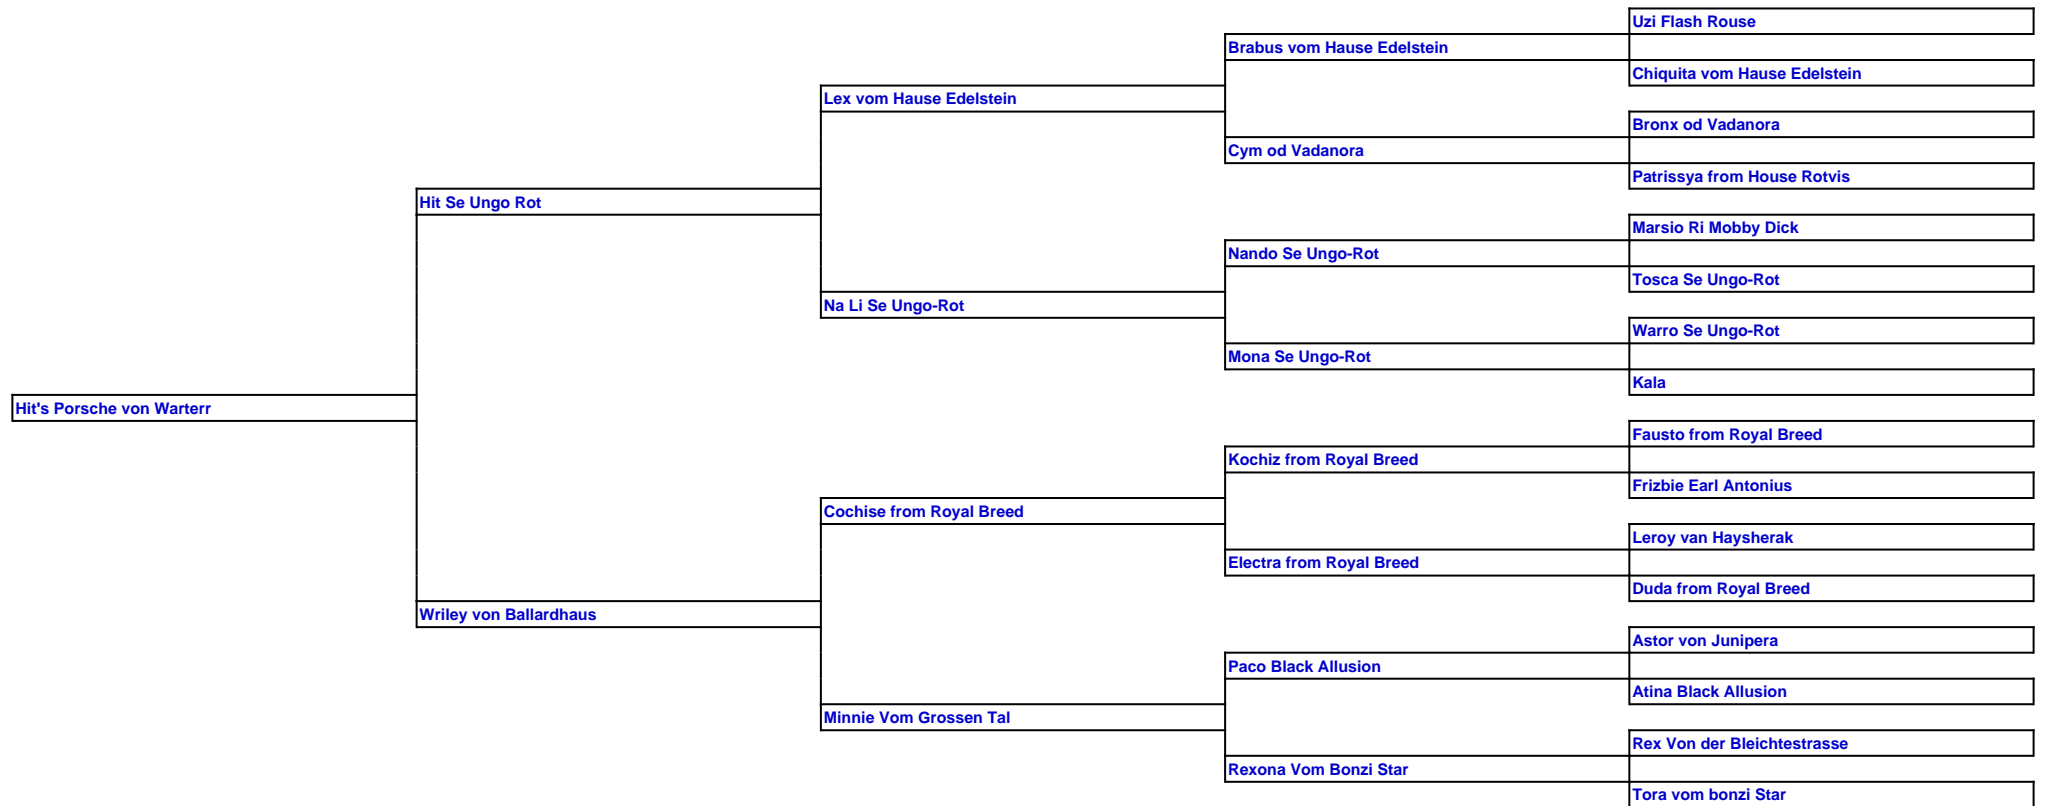 Uzi Flash Rouse
Brabus vom Hause Edelstein
Chiquita vom Hause Edelstein
Lex vom Hause Edelstein
Bronx od Vadanora
Cym od Vadanora
Patrissya from House Rotvis
Hit Se Ungo Rot
Marsio Ri Mobby Dick
Nando Se Ungo-Rot
Tosca Se Ungo-Rot
Na Li Se Ungo-Rot
Warro Se Ungo-Rot
Mona Se Ungo-Rot
Kala
Hit's Porsche von Warterr
Fausto from Royal Breed
Kochiz from Royal Breed
Frizbie Earl Antonius
Cochise from Royal Breed
Leroy van Haysherak
Electra from Royal Breed
Duda from Royal Breed
Wriley von Ballardhaus
Astor von Junipera
Paco Black Allusion
Atina Black Allusion
Minnie Vom Grossen Tal
Rex Von der Bleichtestrasse
Rexona Vom Bonzi Star
Tora vom bonzi Star